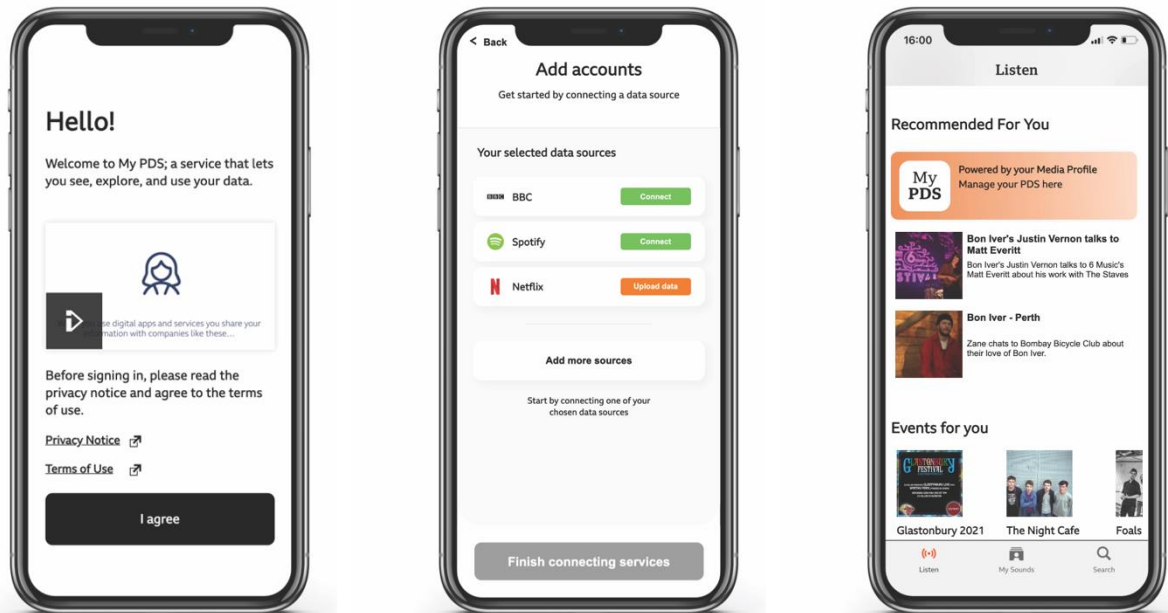 Hello!
Welcome to My PDS; a service that lets
you see, explore, and use your data.
use digital apps and services you share your
information with companies like these....
Before signing in, please read the
privacy notice and agree to the terms
of use.
Privacy Notice
Terms of Use
I agree
< Back
Add accounts
Get started by connecting a data source
Your selected data sources
BBC BBC Connect
Spotify Connect
N Netflix Upload data
Add more sources
Start by connecting one of your
chosen data sources
Finish connecting services
16:00
Listen
Recommended For You
My
PDS
Powered by your Media Profile
Manage your PDS here
Bon Iver's Justin Vernon talks to
Matt Everitt
Bon Iver's Justin Vernon talks to 6 Music's
Matt Everitt about his work with The Staves
Bon Iver - Perth
Zane chats to Bombay Bicycle Club about
their love of Bon Iver.
Events for you
GLASTONBURY
FESTIVAL
Glastonbury 2021 The Night Cafe Foals
Listen My Sounds Search